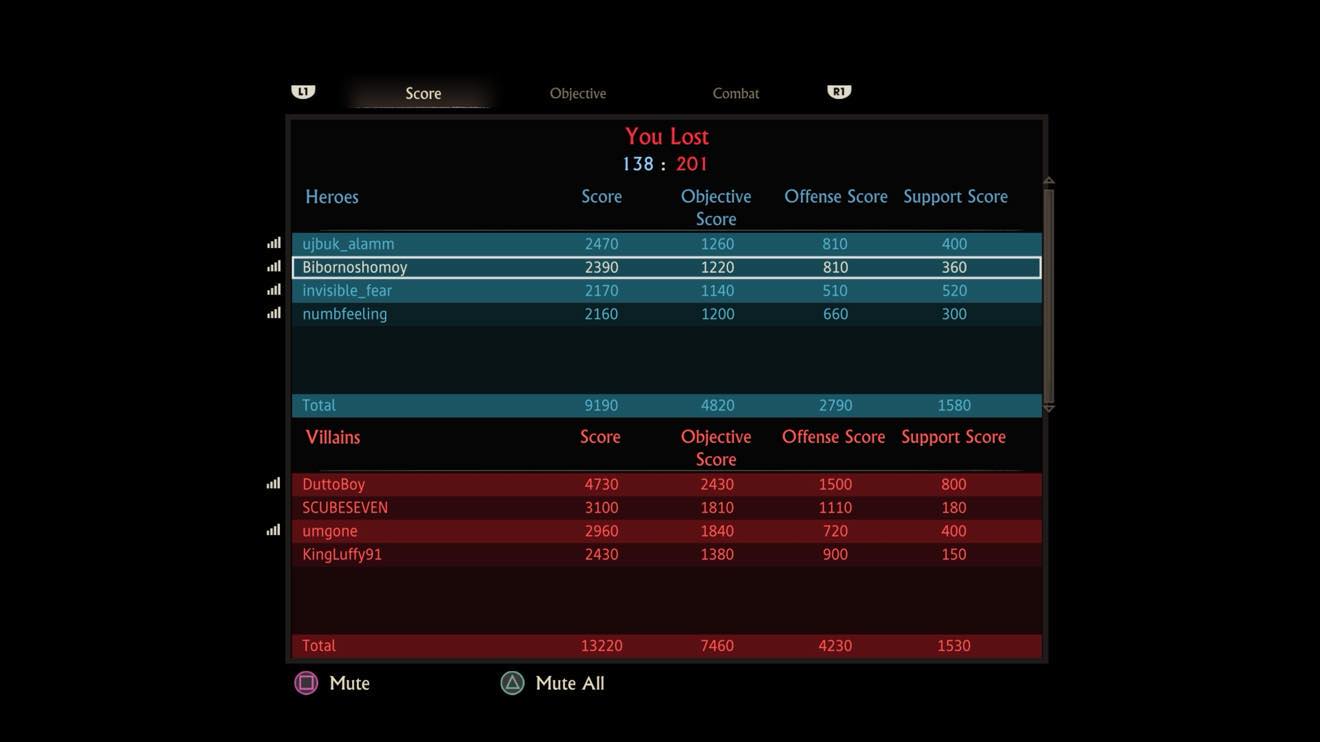 L1 Score Objective Combat R1
You Lost
138 : 201
Heroes Score Objective Score Offense Score Support Score
ujbuk_alamm 2470 1260 810 400
Bibornoshomoy 2390 1220 810 360
invisible_fear 2170 1140 510 520
numbfeeling 2160 1200 660 300
Total 9190 4820 2790 1580
Villains Score Objective Score Offense Score Support Score
DuttoBoy 4730 2430 1500 800
SCUBESEVEN 3100 1810 1110 180
umgone 2960 1840 720 400
KingLuffy91 2430 1380 900 150
Total 13220 7460 4230 1530
Mute Mute All